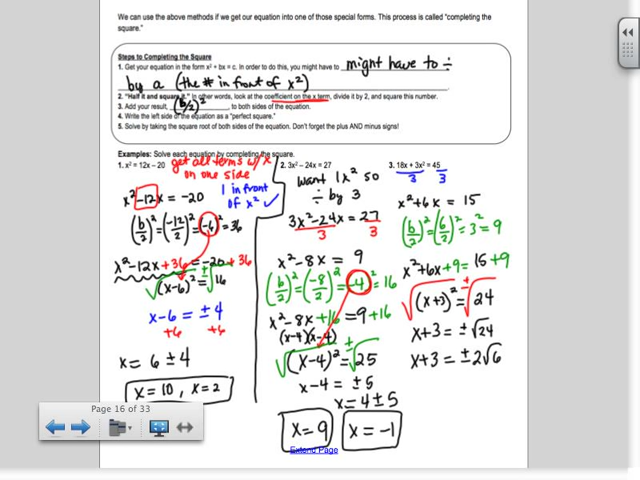 We can use the above methods if we get our equation into one of those special forms. This process is called "completing the
square."
Steps to Completing the Square
1. Get your equation in the form x² + bx = c. In order to do this, you might have to might have to ÷
by a (the # in front of x²)
2. "Half it and square it." In other words, look at the coefficient on the x term, divide it by 2, and square this number.
3. Add your result, (b/2)², to both sides of the equation.
4. Write the left side of the equation as a "perfect square."
5. Solve by taking the square root of both sides of the equation. Don't forget the plus AND minus signs!
Examples: Solve each equation by completing the square.
1. x² = 12x – 20
get all terms w/ x
on one side
x² -12x = -20
1 in front
of x² ✓
(b/2)² = (-12/2)² = (-6)² = 36
x² -12x +36 = -20 +36
√(x-6)² = ±√16
x-6 = ±4
+6 +6
x = 6 ± 4
x = 10 , x = 2
2. 3x² – 24x = 27
want 1x² so
÷ by 3
3x² -24x = 27
3 3
x² -8x = 9
(b/2)² = (-8/2)² = (-4)² = 16
x² -8x +16 = 9 +16
(x-4)(x-4)
√(x-4)² = ±√25
x-4 = ±5
x = 4 ± 5
x = 9 x = -1
3. 18x + 3x² = 45
3 3
x² +6x = 15
(b/2)² = (6/2)² = 3² = 9
x² +6x +9 = 15 +9
√(x+3)² = ±√24
x+3 = ±√24
x+3 = ±2√6
Page 16 of 33
Extend Page